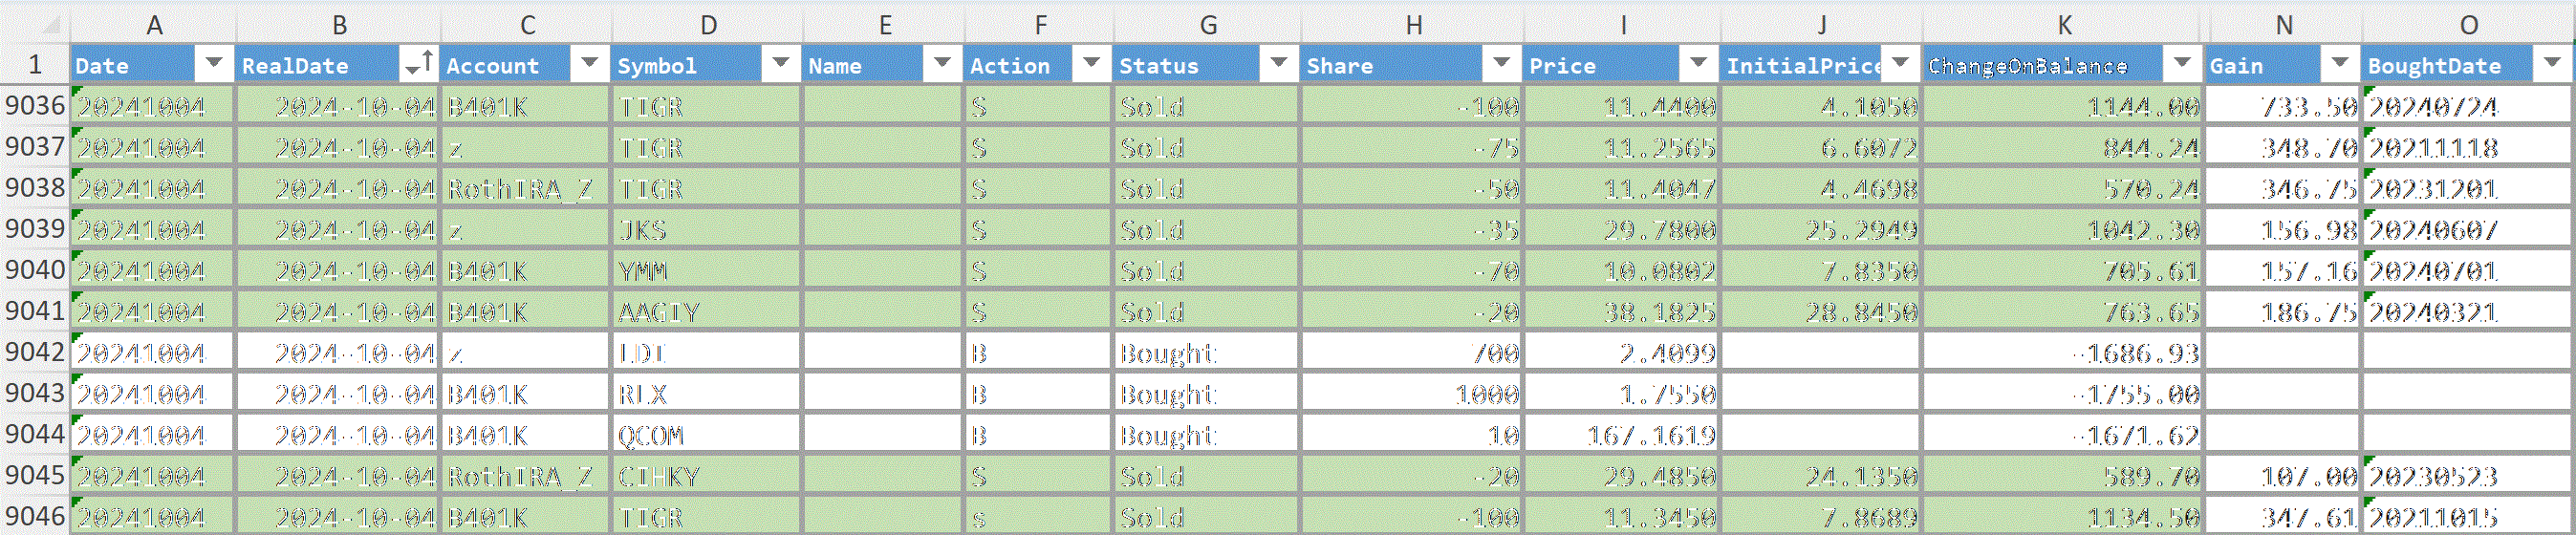 A B C D E F G H I J K N O
1 Date RealDate Account Symbol Name Action Status Share Price InitialPrice ChangeOnBalance Gain BoughtDate
9036 20241004 2024-10-04 B401K TIGR S Sold -100 11.4400 4.1050 1144.00 733.50 20240724
9037 20241004 2024-10-04 z TIGR S Sold -75 11.2565 6.6072 844.24 348.70 20211118
9038 20241004 2024-10-04 RothIRA_Z TIGR S Sold -50 11.4047 4.4698 570.24 346.75 20231201
9039 20241004 2024-10-04 z JKS S Sold -35 29.7800 25.2949 1042.30 156.98 20240607
9040 20241004 2024-10-04 B401K YMM S Sold -70 10.0802 7.8350 705.61 157.16 20240701
9041 20241004 2024-10-04 B401K AAGIY S Sold -20 38.1825 28.8450 763.65 186.75 20240321
9042 20241004 2024-10-04 z LDI B Bought 700 2.4099 -1686.93
9043 20241004 2024-10-04 B401K RLX B Bought 1000 1.7550 -1755.00
9044 20241004 2024-10-04 B401K QCOM B Bought 10 167.1619 -1671.62
9045 20241004 2024-10-04 RothIRA_Z CIHKY S Sold -20 29.4850 24.1350 589.70 107.00 20230523
9046 20241004 2024-10-04 B401K TIGR s Sold -100 11.3450 7.8689 1134.50 347.61 20211015